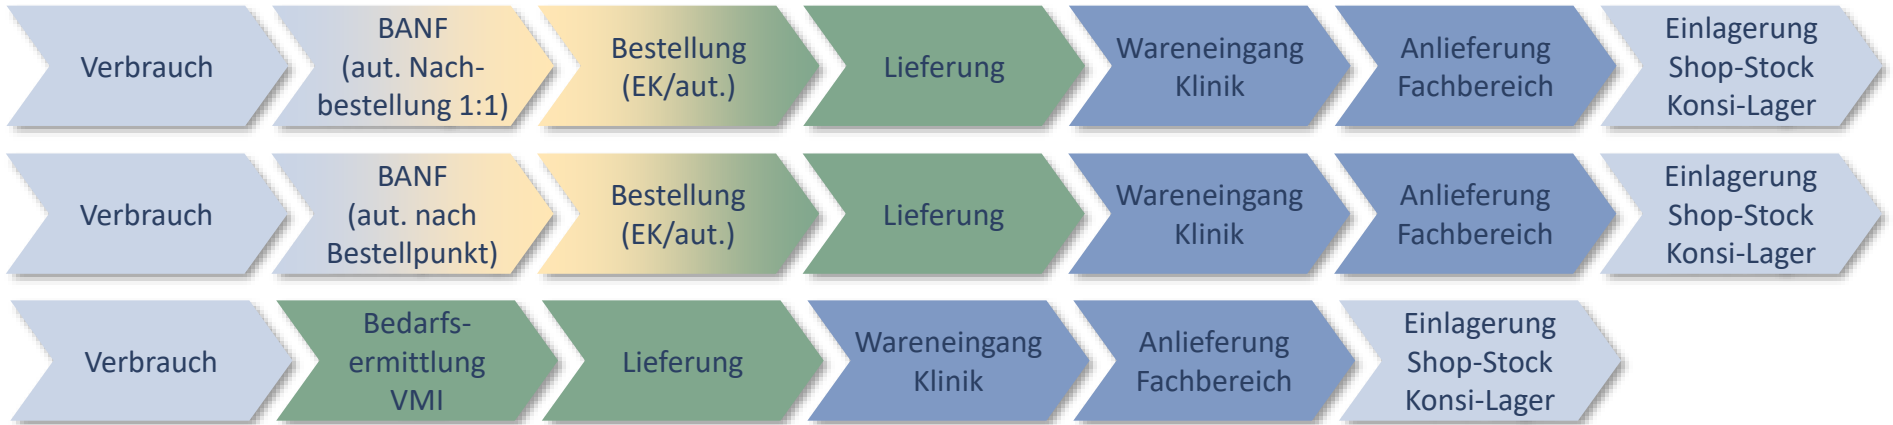 Verbrauch
BANF
(aut. Nach-
bestellung 1:1)
Bestellung
(EK/aut.)
Lieferung
Wareneingang
Klinik
Anlieferung
Fachbereich
Einlagerung
Shop-Stock
Konsi-Lager
Verbrauch
BANF
(aut. nach
Bestellpunkt)
Bestellung
(EK/aut.)
Lieferung
Wareneingang
Klinik
Anlieferung
Fachbereich
Einlagerung
Shop-Stock
Konsi-Lager
Verbrauch
Bedarfs-
ermittlung
VMI
Lieferung
Wareneingang
Klinik
Anlieferung
Fachbereich
Einlagerung
Shop-Stock
Konsi-Lager